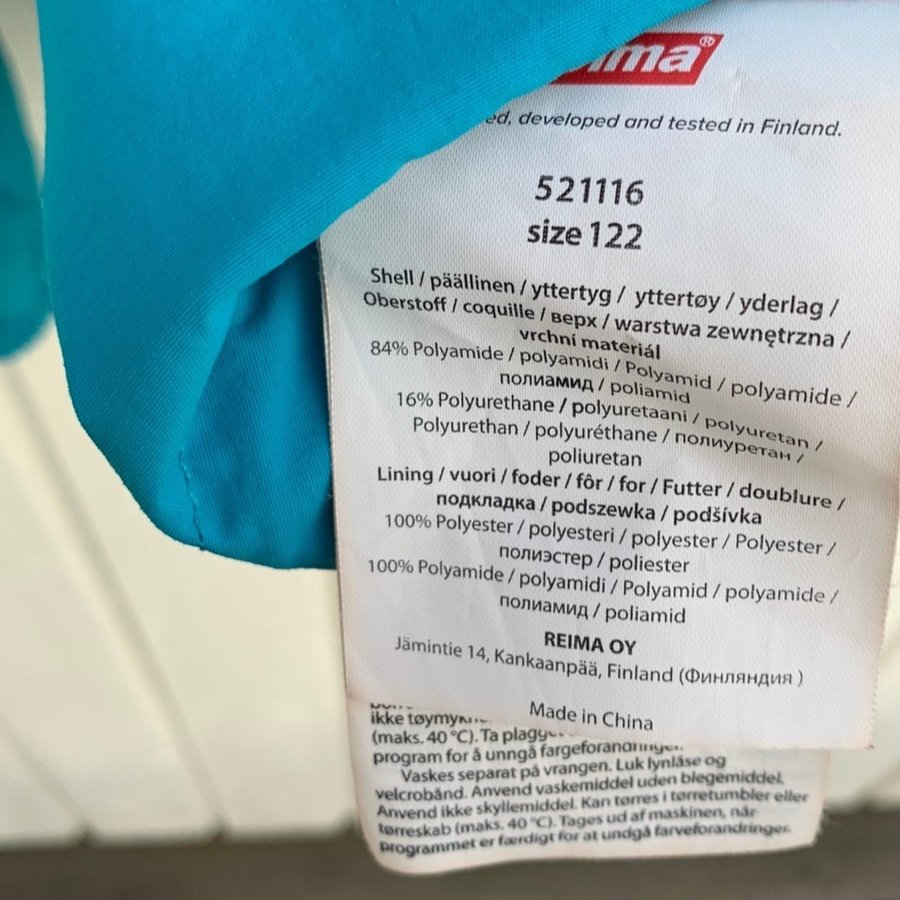 developed and tested in Finland.
521116
size 122
Shell / päällinen / yttertyg / yttertøy / yderlag /
Oberstoff / coquille / верх / warstwa zewnętrzna /
vrchní materiál
84% Polyamide / polyamidi / Polyamid / polyamide /
полиамид / poliamid
16% Polyurethane / polyuretaani / polyuretan /
Polyurethan / polyuréthane / полиуретан /
poliuretan
Lining / vuori / foder / fôr / for / Futter / doublure /
подкладка / podszewka / podšívka
100% Polyester / polyesteri / polyester / Polyester /
полиэстер / poliester
100% Polyamide / polyamidi / Polyamid / polyamide /
полиамид / poliamid
REIMA OY
Jämintie 14, Kankaanpää, Finland (Финляндия )
Made in China
ikke
(maks. 40 °C). Ta
program for å unngå fargeforandringer.
Vaskes separat på vrangen. Luk lynlåse og
velcrobånd. Anvend vaskemiddel uden blegemiddel.
Anvend ikke skyllemiddel. Kan tørres i tørretumbler eller
tørreskab (maks. 40 °C). Tages ud af maskinen, når
programmet er færdigt for at undgå farveforandringer.